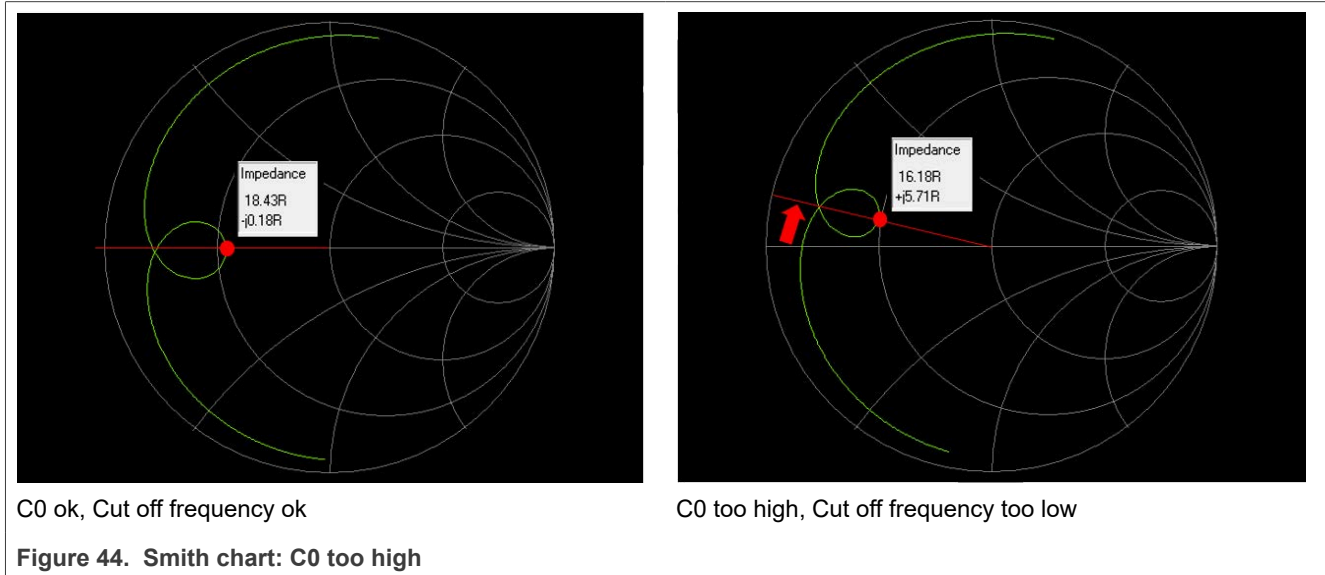 Impedance
18.43R
-j0.18R
Impedance
16.18R
+j5.71R
C0 ok, Cut off frequency ok
C0 too high, Cut off frequency too low
Figure 44. Smith chart: C0 too high